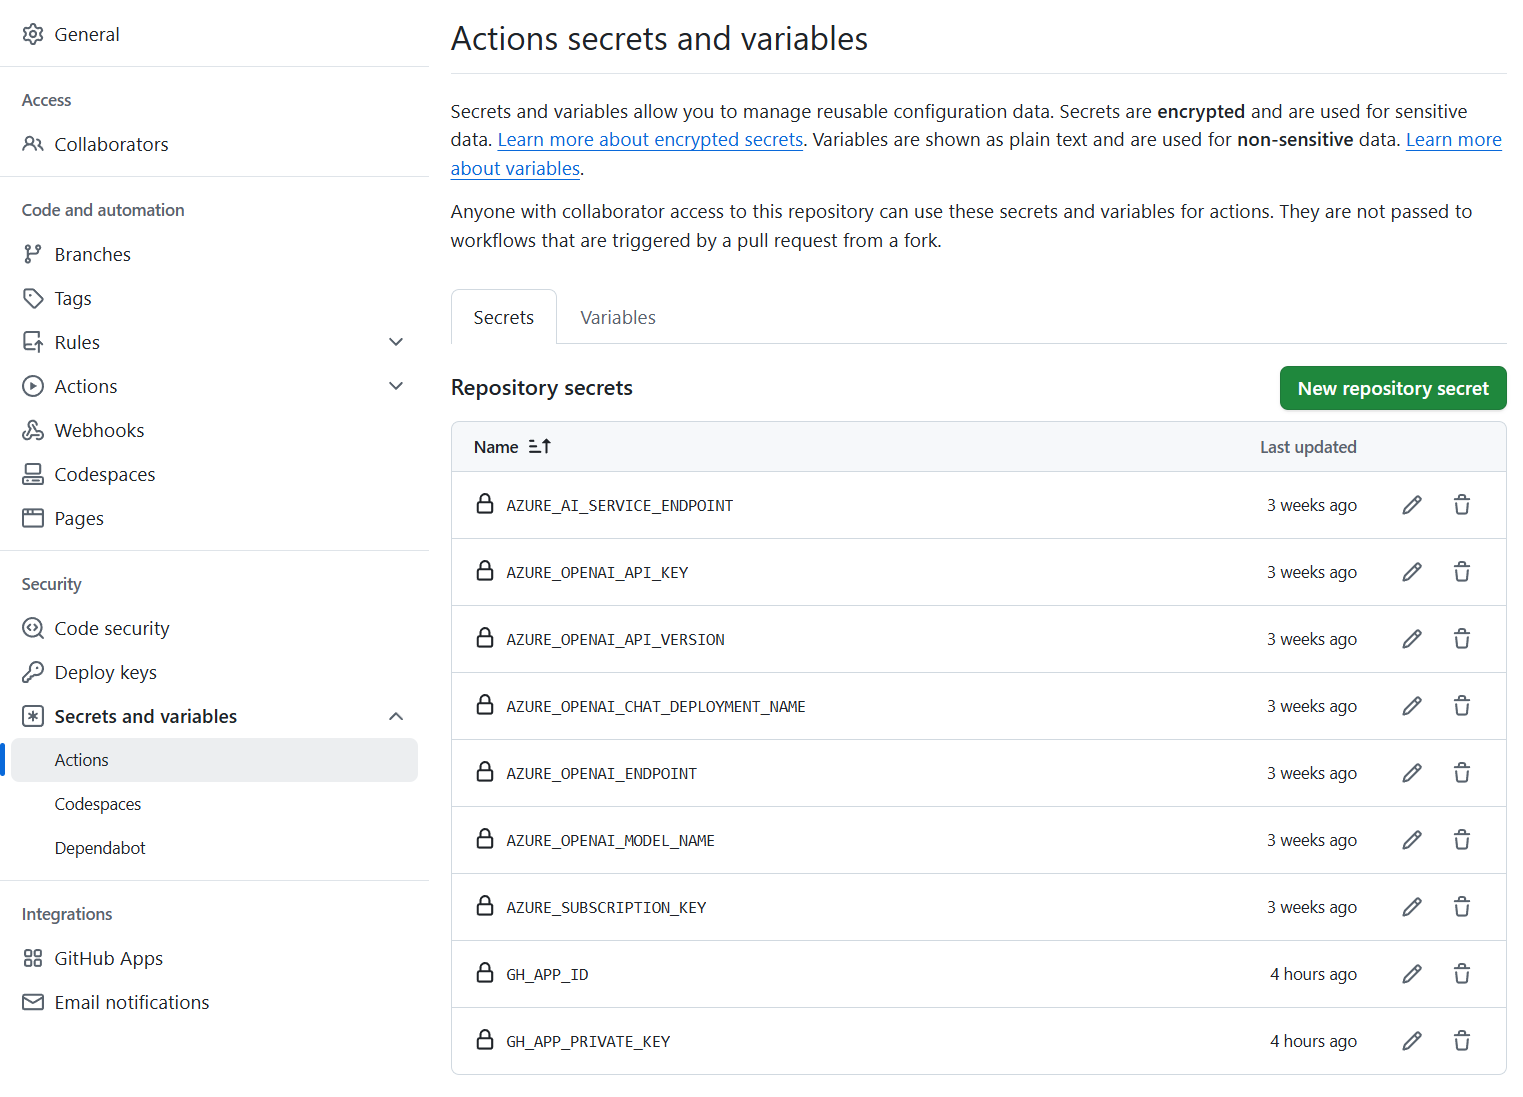 General
Access
Collaborators
Code and automation
Branches
Tags
Rules
Actions
Webhooks
Codespaces
Pages
Security
Code security
Deploy keys
Secrets and variables
Actions
Codespaces
Dependabot
Integrations
GitHub Apps
Email notifications
Actions secrets and variables
Secrets and variables allow you to manage reusable configuration data. Secrets are encrypted and are used for sensitive
data. Learn more about encrypted secrets. Variables are shown as plain text and are used for non-sensitive data. Learn more
about variables.
Anyone with collaborator access to this repository can use these secrets and variables for actions. They are not passed to
workflows that are triggered by a pull request from a fork.
Secrets Variables
Repository secrets New repository secret
Name Last updated
AZURE_AI_SERVICE_ENDPOINT 3 weeks ago
AZURE_OPENAI_API_KEY 3 weeks ago
AZURE_OPENAI_API_VERSION 3 weeks ago
AZURE_OPENAI_CHAT_DEPLOYMENT_NAME 3 weeks ago
AZURE_OPENAI_ENDPOINT 3 weeks ago
AZURE_OPENAI_MODEL_NAME 3 weeks ago
AZURE_SUBSCRIPTION_KEY 3 weeks ago
GH_APP_ID 4 hours ago
GH_APP_PRIVATE_KEY 4 hours ago